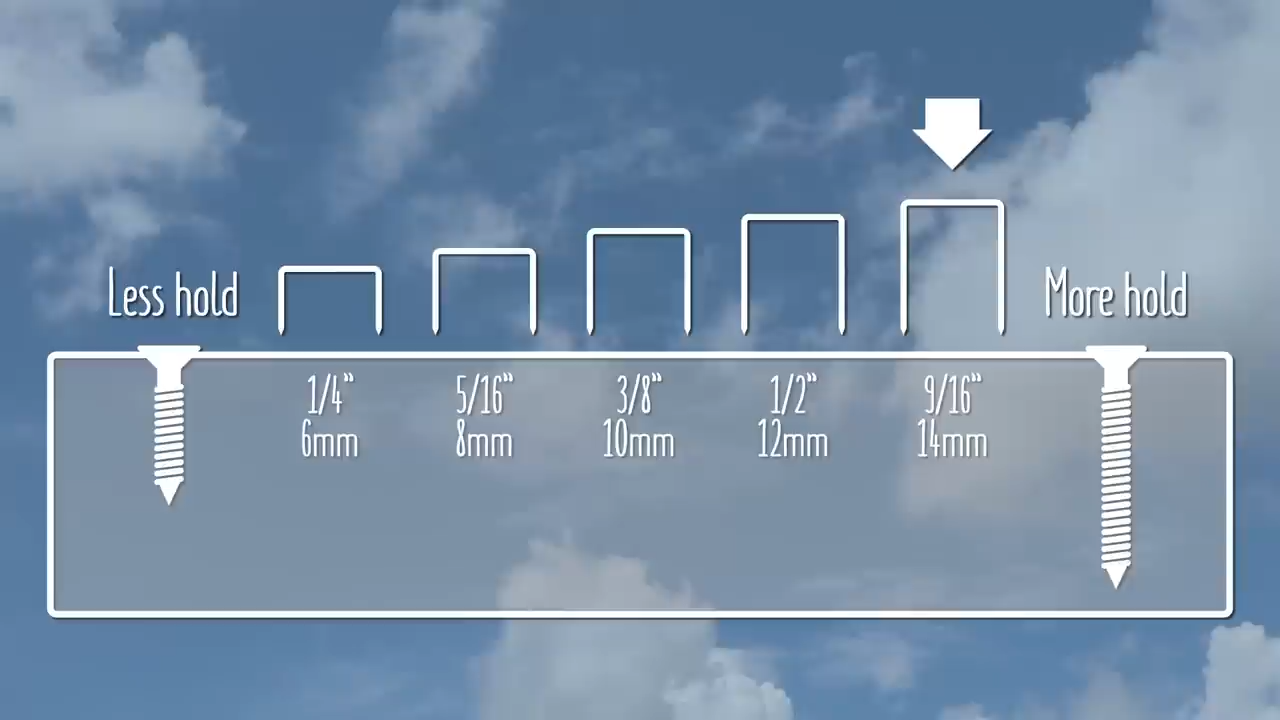 Less hold
More hold
1/4”
6mm
5/16”
8mm
3/8”
10mm
1/2”
12mm
9/16”
14mm